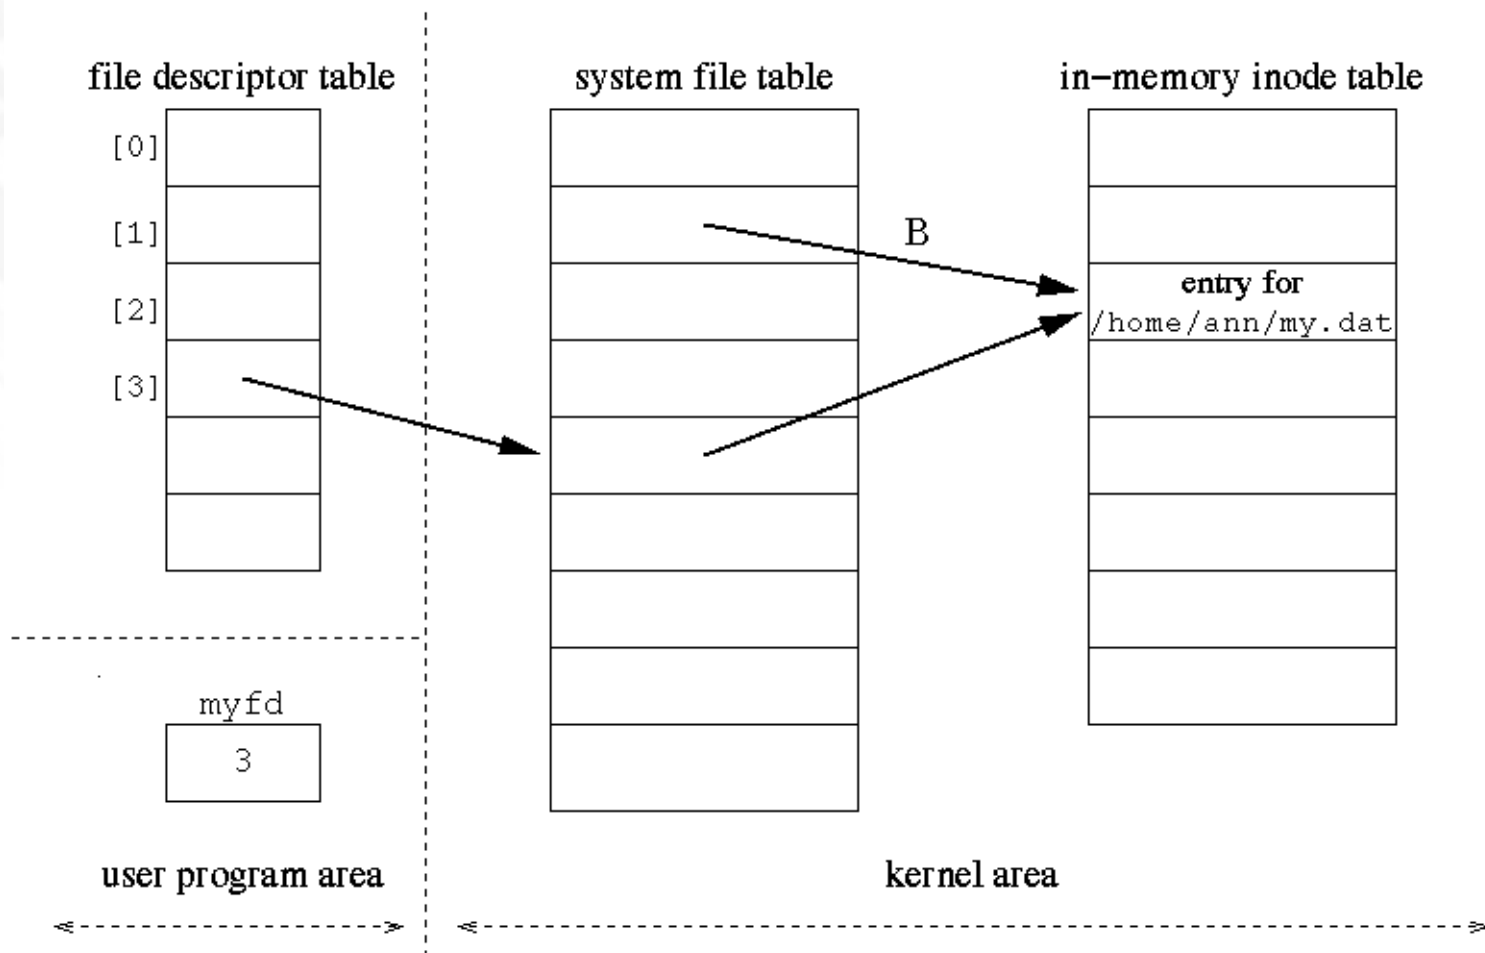 file descriptor table
system file table
in-memory inode table
[0]
[1]
B
[2]
entry for
/home/ann/my.dat
[3]
myfd
3
user program area
kernel area